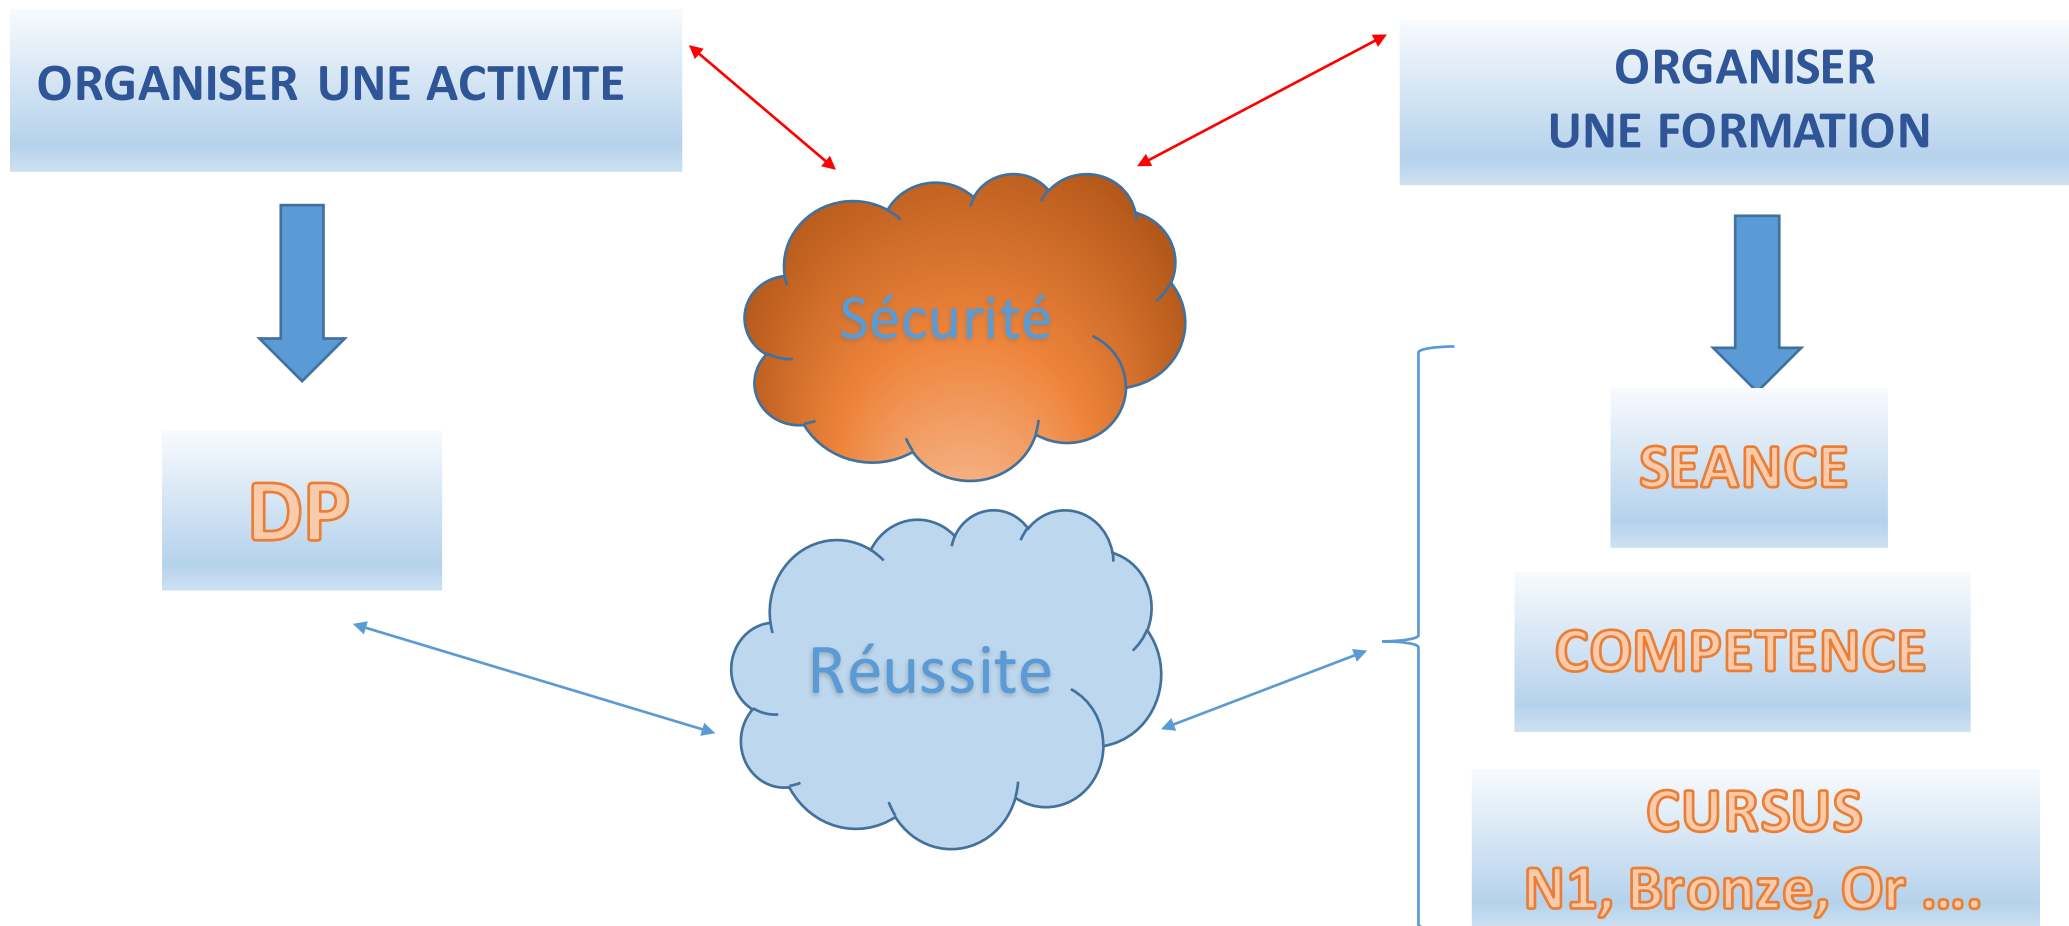 ORGANISER UNE ACTIVITE
ORGANISER
UNE FORMATION
Sécurité
DP
SEANCE
Réussite
COMPETENCE
CURSUS
N1, Bronze, Or ....